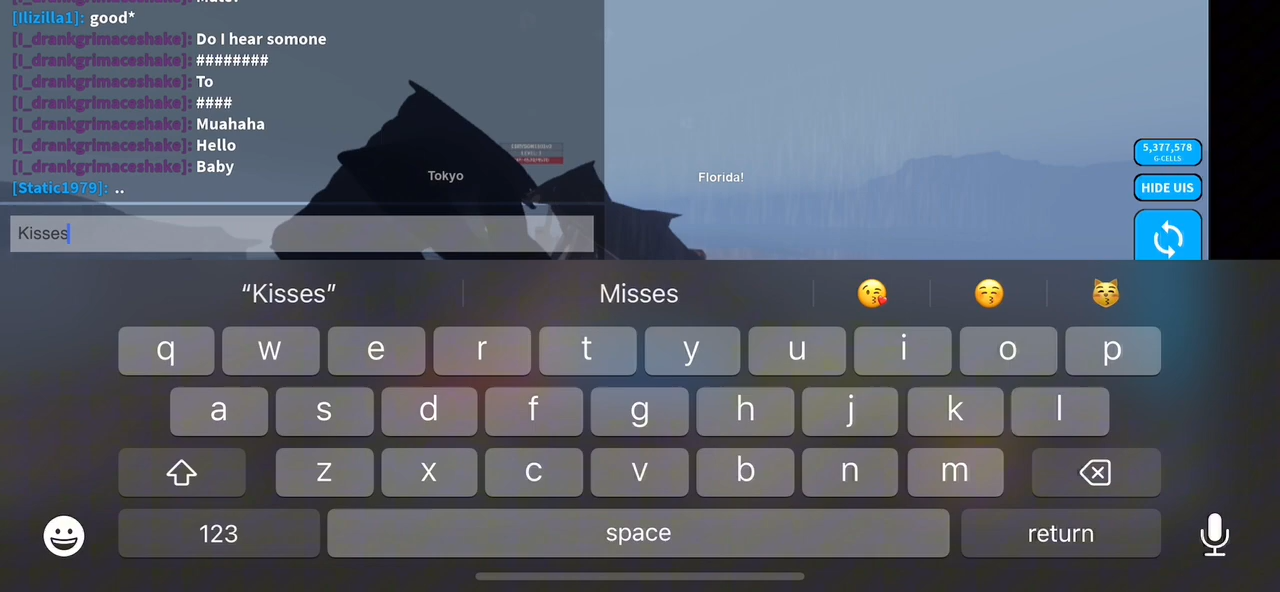 [Ilizilla1]: good*
[I_drankgrimaceshake]: Do I hear somone
[I_drankgrimaceshake]: ########
[I_drankgrimaceshake]: To
[I_drankgrimaceshake]: ####
[I_drankgrimaceshake]: Muahaha
[I_drankgrimaceshake]: Hello
[I_drankgrimaceshake]: Baby
[Static1979]: ..
Tokyo
Florida!
5,377,578
G-CELLS
HIDE UIS
Kisses
“Kisses” Misses
q w e r t y u i o p
a s d f g h j k l
z x c v b n m
123 space return